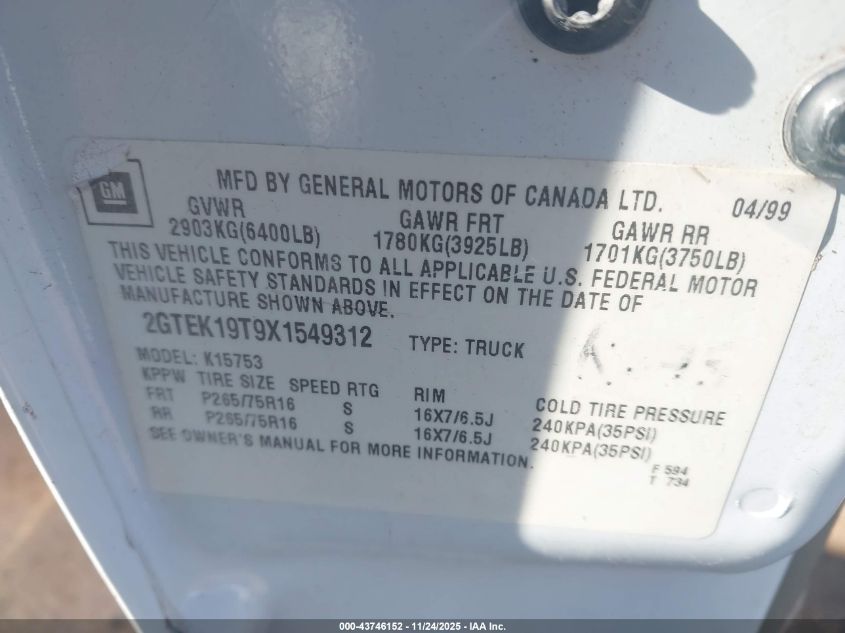 GM
MFD BY GENERAL MOTORS OF CANADA LTD. 04/99
GVWR GAWR FRT GAWR RR
2903KG(6400LB) 1780KG(3925LB) 1701KG(3750LB)
THIS VEHICLE CONFORMS TO ALL APPLICABLE U.S. FEDERAL MOTOR
VEHICLE SAFETY STANDARDS IN EFFECT ON THE DATE OF
MANUFACTURE SHOWN ABOVE.
2GTEK19T9X1549312 TYPE: TRUCK
MODEL: K15753
KPPW TIRE SIZE SPEED RTG RIM COLD TIRE PRESSURE
FRT P265/75R16 S 16X7/6.5J 240KPA(35PSI)
RR P265/75R16 S 16X7/6.5J 240KPA(35PSI)
SEE OWNER'S MANUAL FOR MORE INFORMATION.
F 594
T 734
000-43746152 - 11/24/2025 - IAA Inc.